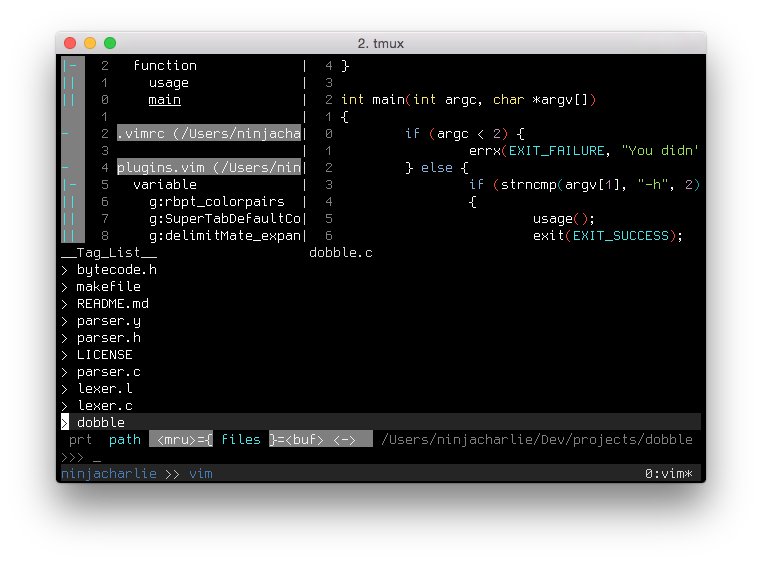 2. tmux
|-  2  function             |  4 }
||  1    usage              |  3
||  0    main               |  2 int main(int argc, char *argv[])
    1                       |  1 {
-   2 .vimrc (/Users/ninjacha|  0         if (argc < 2) {
    3                       |  1                 errx(EXIT_FAILURE, "You didn'
-   4 plugins.vim (/Users/nin|  2         } else {
|-  5  variable             |  3                 if (strncmp(argv[1], "-h", 2)
||  6    g:rbpt_colorpairs  |  4                 {
||  7    g:SuperTabDefaultCo|  5                         usage();
||  8    g:delimitMate_expan|  6                         exit(EXIT_SUCCESS);
__Tag_List__ dobble.c
> bytecode.h
> makefile
> README.md
> parser.y
> parser.h
> LICENSE
> parser.c
> lexer.l
> lexer.c
> dobble
prt path <mru>={ files }=<buf> <-> /Users/ninjacharlie/Dev/projects/dobble
>>> _
ninjacharlie >> vim 0:vim*